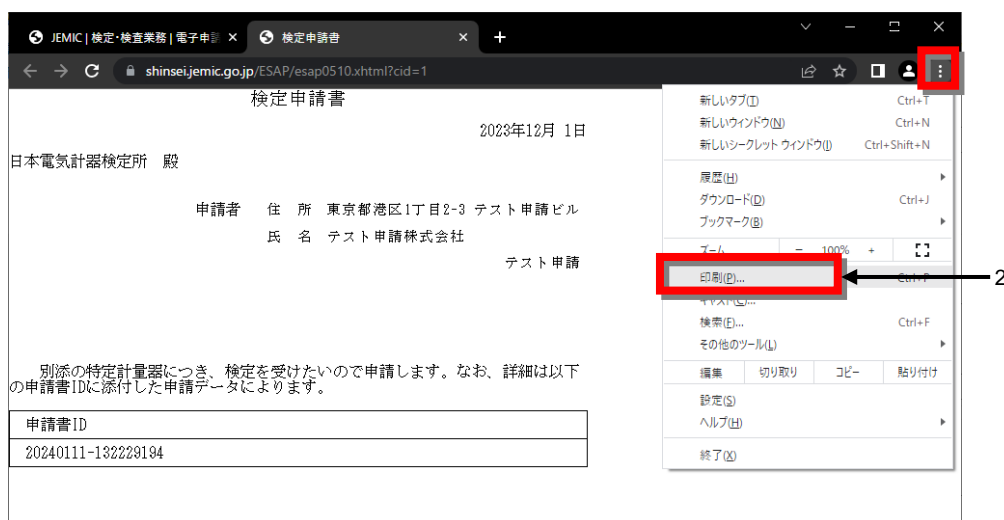 JEMIC | 検定・検査業務 | 電子申請
検定申請書
shinsei.jemic.go.jp/ESAP/esap0510.xhtml?cid=1
検定申請書
2023年12月 1日
日本電気計器検定所 殿
申請者 住 所 東京都港区1丁目2-3 テスト申請ビル
氏 名 テスト申請株式会社
テスト申請
別添の特定計量器につき、検定を受けたいので申請します。なお、詳細は以下
の申請書IDに添付した申請データによります。
申請書ID
20240111-132229194
新しいタブ(T) Ctrl+T
新しいウィンドウ(N) Ctrl+N
新しいシークレット ウィンドウ(I) Ctrl+Shift+N
履歴(H)
ダウンロード(D) Ctrl+J
ブックマーク(B)
ズーム - 100% +
印刷(P)... Ctrl+P
キャスト(C)...
検索(F)... Ctrl+F
その他のツール(L)
編集 切り取り コピー 貼り付け
設定(S)
ヘルプ(H)
終了(X)
2